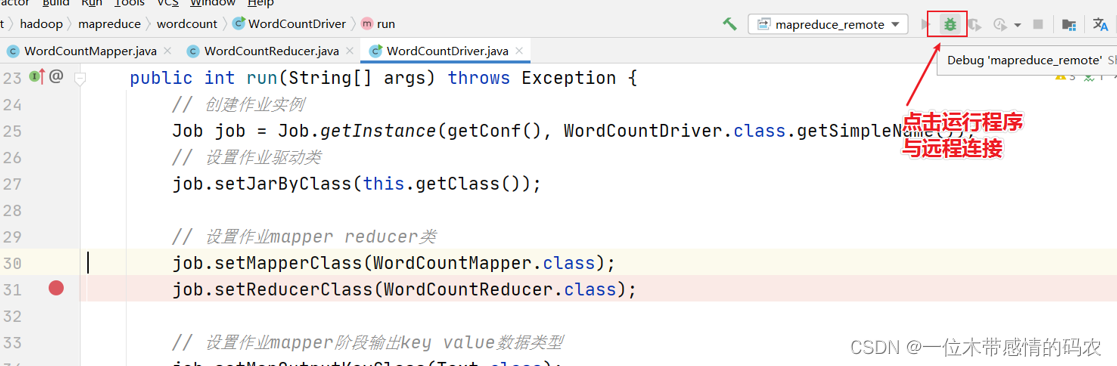 Build Run Tools VCS Window Help
hadoop mapreduce wordcount WordCountDriver run
mapreduce_remote
WordCountMapper.java WordCountReducer.java WordCountDriver.java
Debug 'mapreduce_remote'
23 public int run(String[] args) throws Exception {
24 // 创建作业实例
25 Job job = Job.getInstance(getConf(), WordCountDriver.class.getSimpleName());
点击运行程序
与远程连接
26 // 设置作业驱动类
27 job.setJarByClass(this.getClass());
28
29 // 设置作业mapper reducer类
30 job.setMapperClass(WordCountMapper.class);
31 job.setReducerClass(WordCountReducer.class);
32
33 // 设置作业mapper阶段输出key value数据类型
job.setMapOutputKeyClass(Text.class);
CSDN @一位木带感情的码农